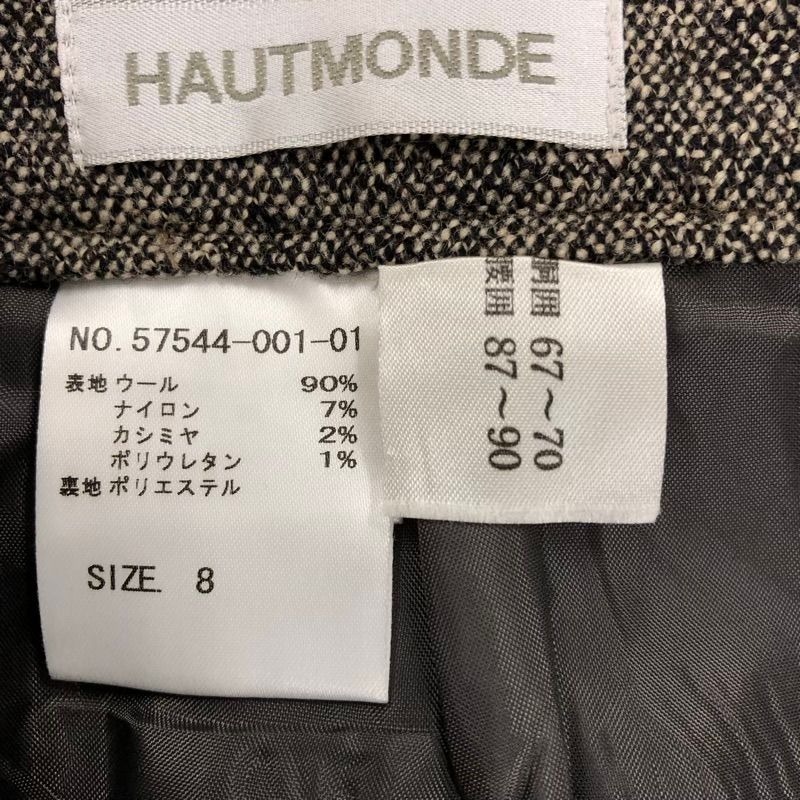 HAUTMONDE
NO. 57544-001-01
表地 ウール 90%
ナイロン 7%
カシミヤ 2%
ポリウレタン 1%
裏地 ポリエステル
SIZE. 8
胴囲 67~70
腰囲 87~90